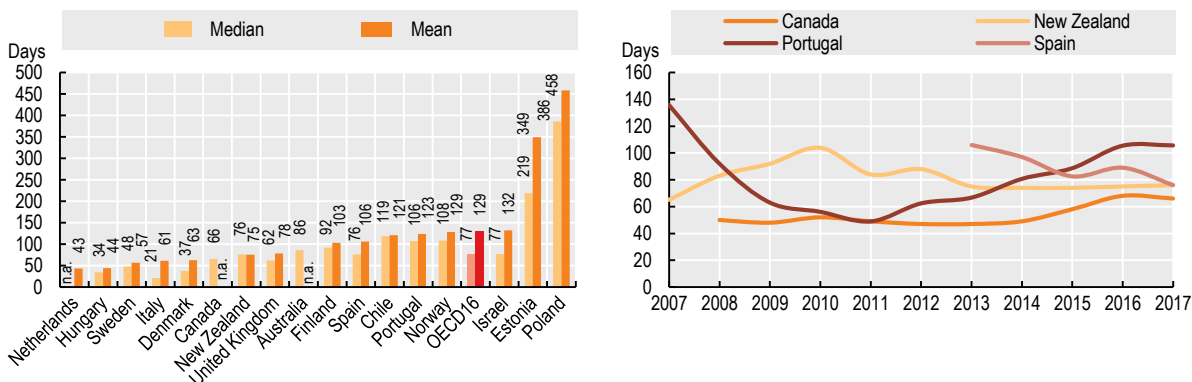 Median Mean
Days
500
450
400
350
300
250
200
150
100
50
0
n.a. 43 34 44 48 57 21 61 37 63 66 n.a. 76 75 62 78 86 n.a. 92 103 76 106 119 121 106 123 108 129 77 129 77 132 219 349 386 458
Netherlands
Hungary
Sweden
Italy
Denmark
Canada
New Zealand
United Kingdom
Australia
Finland
Spain
Chile
Portugal
Norway
OECD16
Israel
Estonia
Poland
Canada New Zealand
Portugal Spain
Days
160
140
120
100
80
60
40
20
0
2007 2008 2009 2010 2011 2012 2013 2014 2015 2016 2017